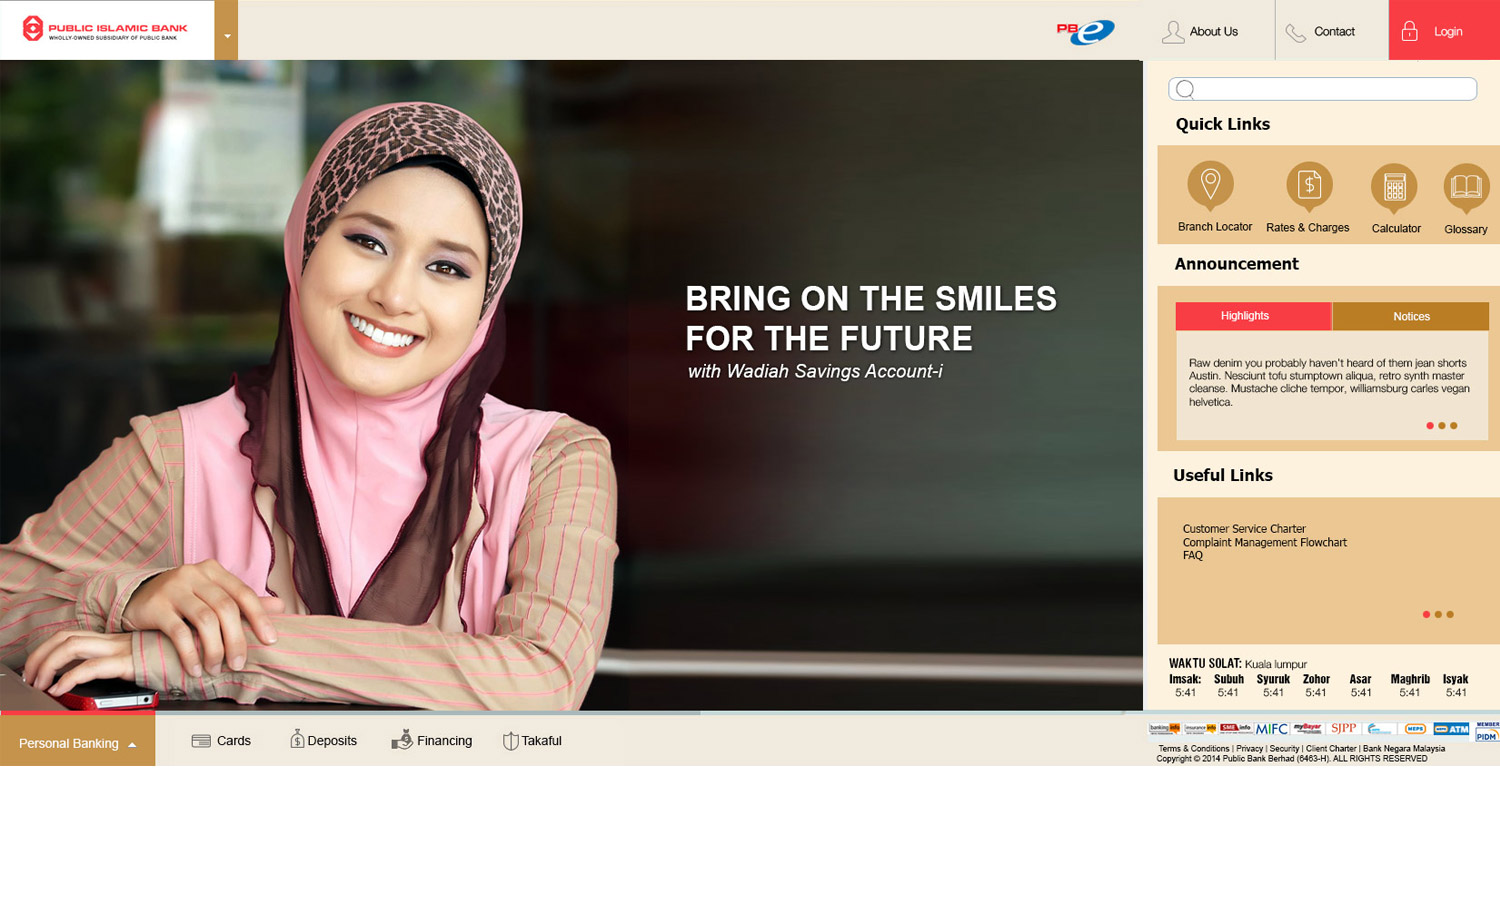 PUBLIC ISLAMIC BANK
WHOLLY-OWNED SUBSIDIARY OF PUBLIC BANK
PB e
About Us
Contact
Login
Quick Links
Branch Locator
Rates & Charges
Calculator
Glossary
Announcement
Highlights
Notices
Raw denim you probably haven't heard of them jean shorts
Austin. Nesciunt tofu stumptown aliqua, retro synth master
cleanse. Mustache cliche tempor, williamsburg carles vegan
helvetica.
BRING ON THE SMILES
FOR THE FUTURE
with Wadiah Savings Account-i
Useful Links
Customer Service Charter
Complaint Management Flowchart
FAQ
WAKTU SOLAT: Kuala lumpur
Imsak: Subuh Syuruk Zohor Asar Maghrib Isyak
5:41 5:41 5:41 5:41 5:41 5:41 5:41
Personal Banking
Cards
Deposits
Financing
Takaful
bankinginfo insuranceinfo SMEinfo MIFC myBayar SJPP MEPS ATM MEMBER PIDM
Terms & Conditions | Privacy | Security | Client Charter | Bank Negara Malaysia
Copyright © 2014 Public Bank Berhad (6463-H). ALL RIGHTS RESERVED